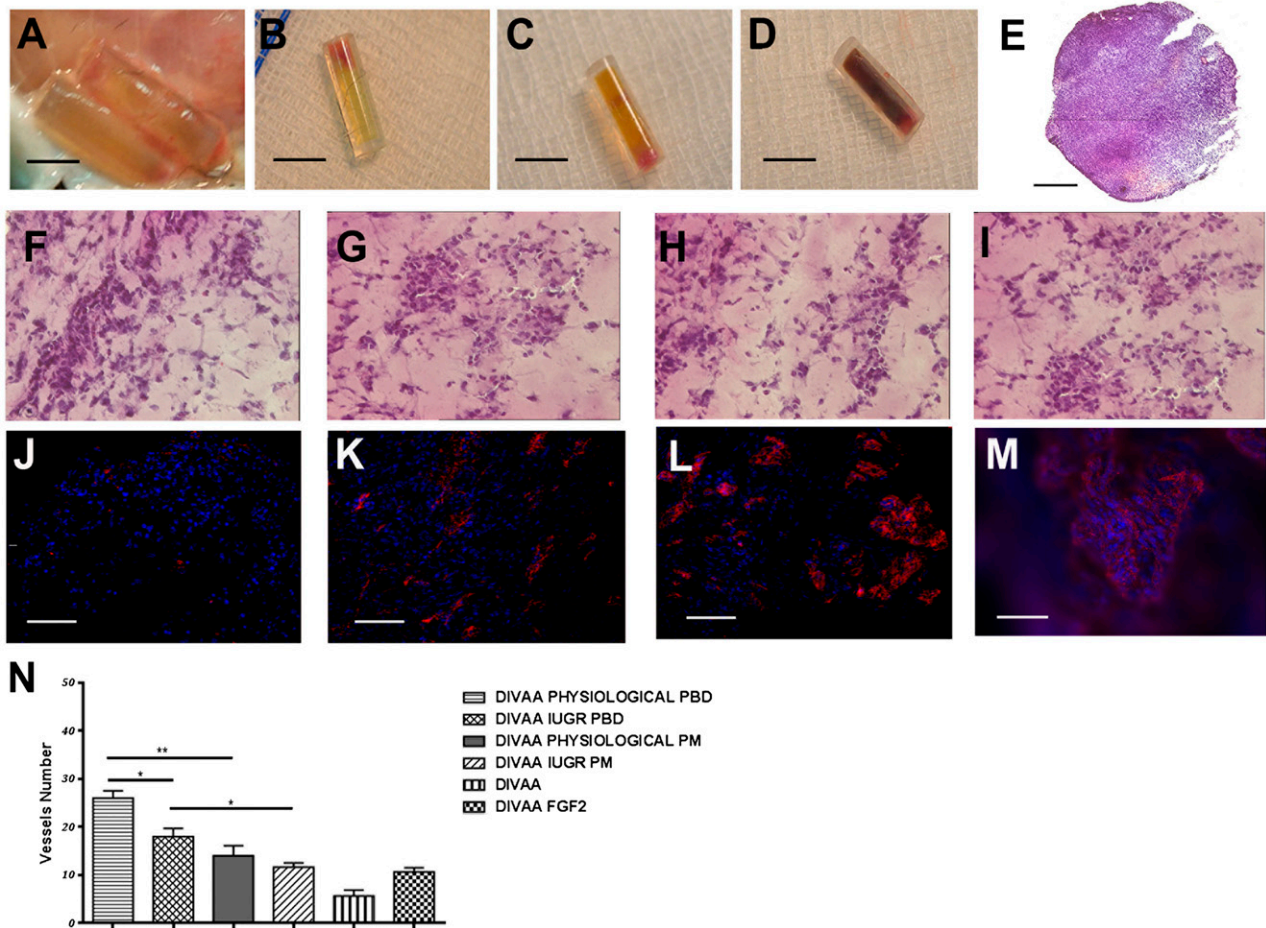 A
B
C
D
E
F
G
H
I
J
K
L
M
N
50
40
30
20
10
0
Vessels Number
**
*
*
DIVAA PHYSIOLOGICAL PBD
DIVAA IUGR PBD
DIVAA PHYSIOLOGICAL PM
DIVAA IUGR PM
DIVAA
DIVAA FGF2